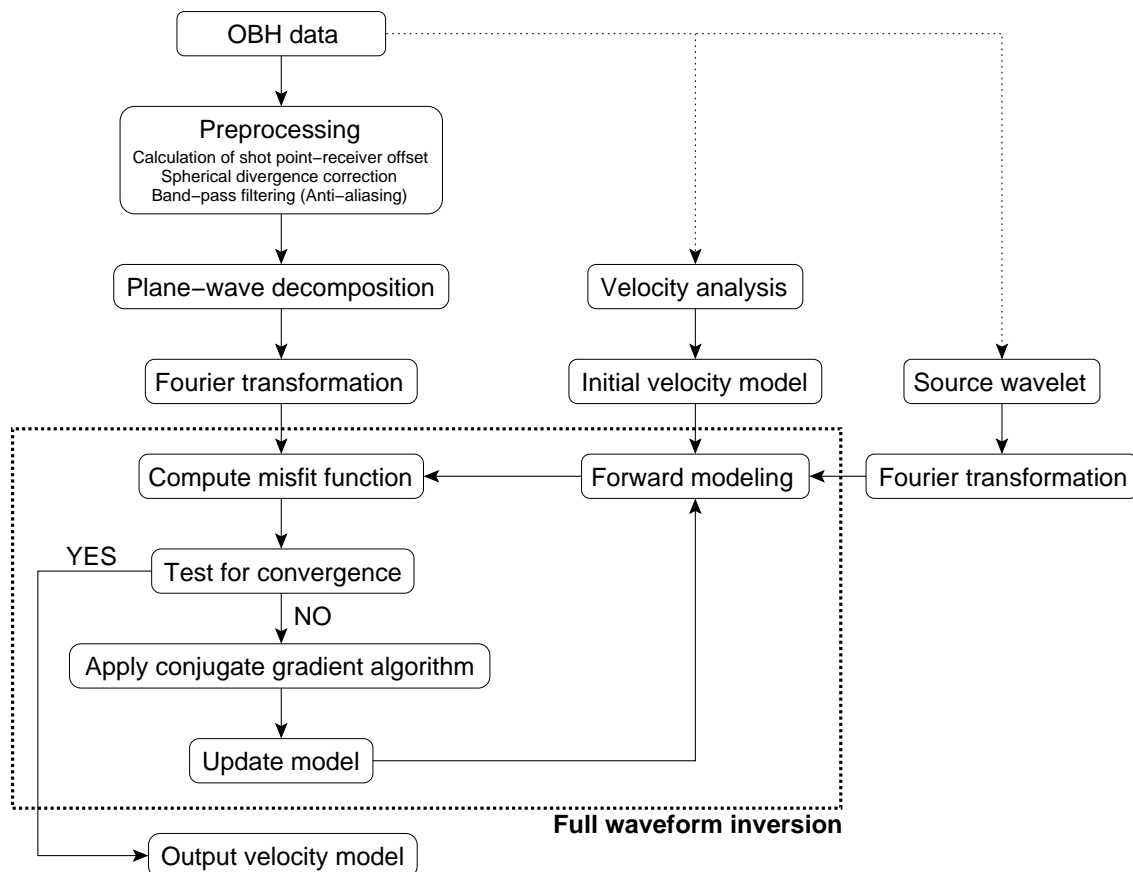 OBH data
Preprocessing
Calculation of shot point−receiver offset
Spherical divergence correction
Band−pass filtering (Anti−aliasing)
Plane−wave decomposition
Velocity analysis
Fourier transformation
Initial velocity model
Source wavelet
Compute misfit function
Forward modeling
Fourier transformation
YES
Test for convergence
NO
Apply conjugate gradient algorithm
Update model
Full waveform inversion
Output velocity model